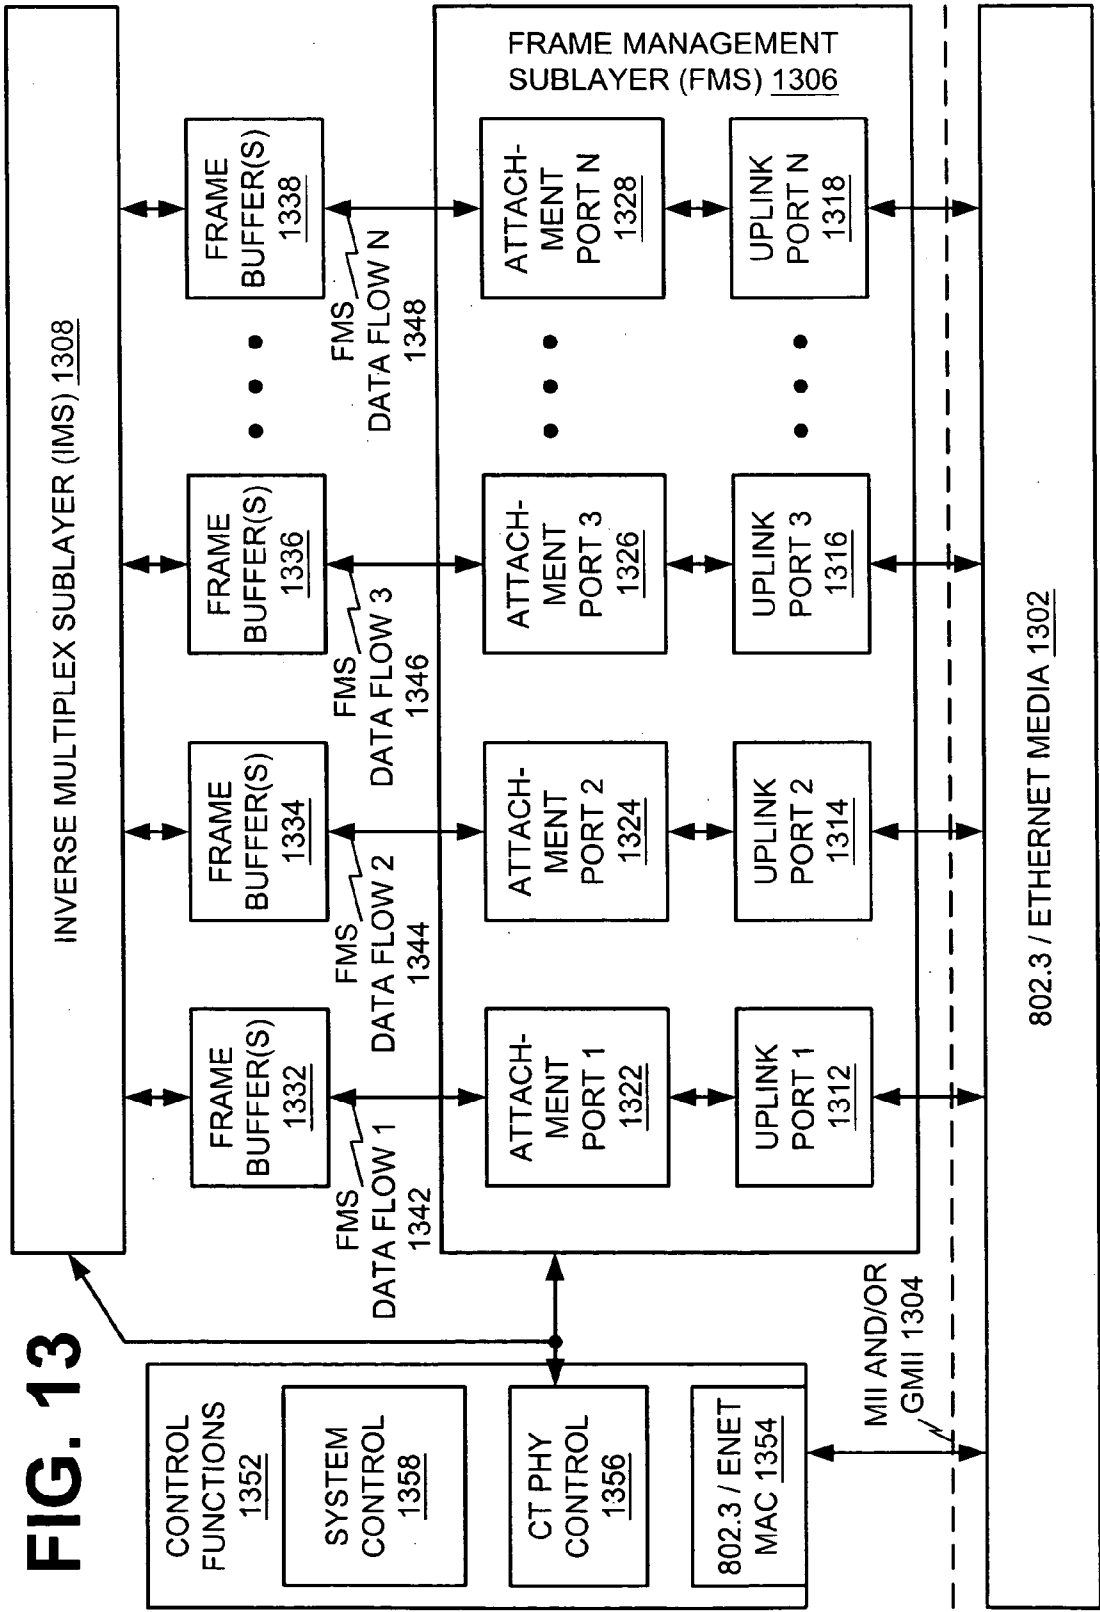 FIG. 13
INVERSE MULTIPLEX SUBLAYER (IMS) 1308
CONTROL
FUNCTIONS
1352
SYSTEM
CONTROL
1358
CT PHY
CONTROL
1356
802.3 / ENET
MAC 1354
FRAME
BUFFER(S)
1332
FRAME
BUFFER(S)
1334
FRAME
BUFFER(S)
1336
FRAME
BUFFER(S)
1338
FMS
DATA FLOW 1
1342
FMS
DATA FLOW 2
1344
FMS
DATA FLOW 3
1346
FMS
DATA FLOW N
1348
FRAME MANAGEMENT
SUBLAYER (FMS) 1306
ATTACH-
MENT
PORT 1
1322
ATTACH-
MENT
PORT 2
1324
ATTACH-
MENT
PORT 3
1326
ATTACH-
MENT
PORT N
1328
UPLINK
PORT 1
1312
UPLINK
PORT 2
1314
UPLINK
PORT 3
1316
UPLINK
PORT N
1318
MII AND/OR
GMII 1304
802.3 / ETHERNET MEDIA 1302